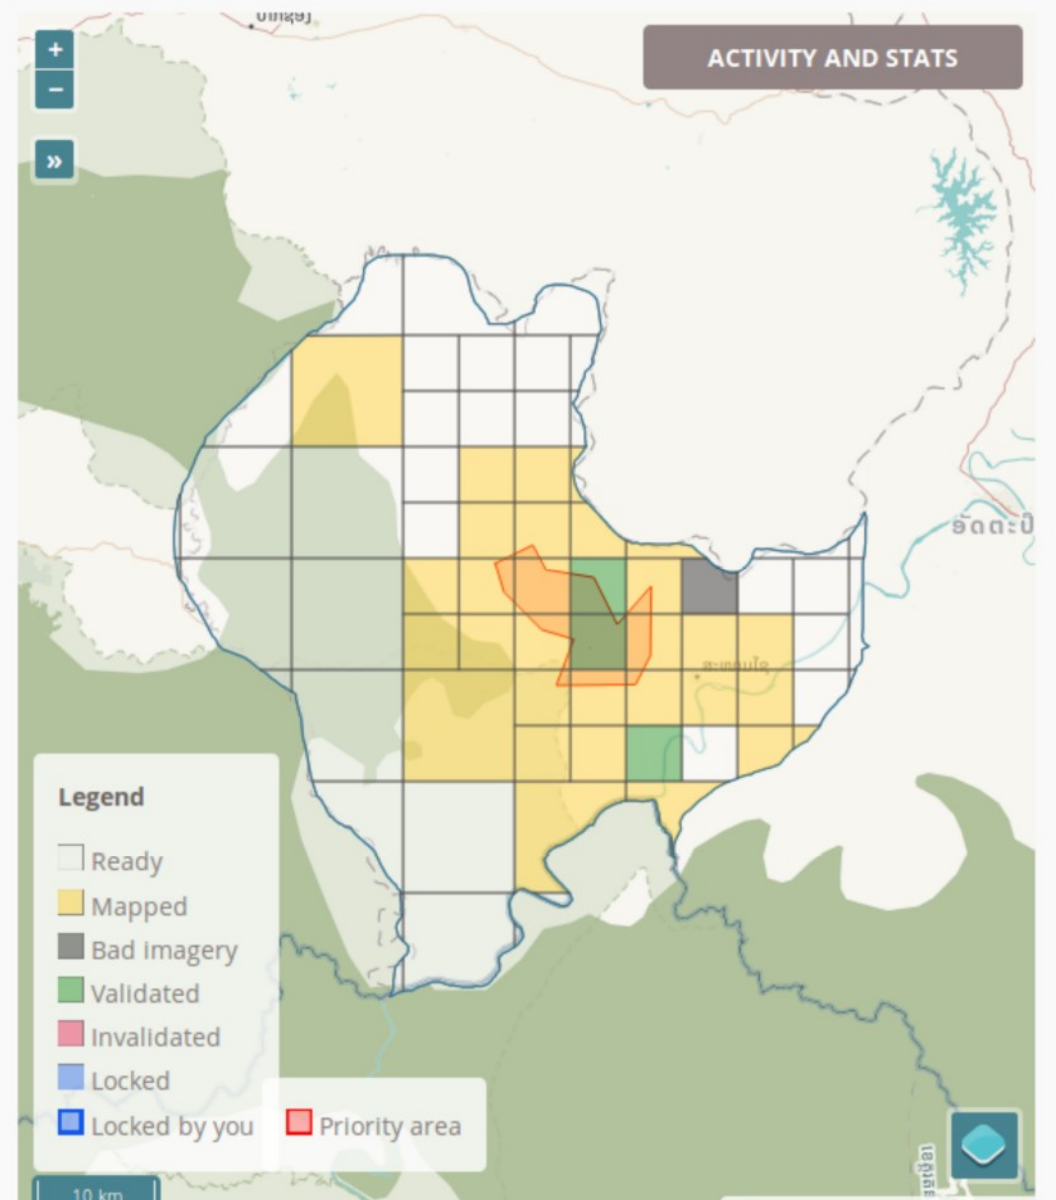 +
ACTIVITY AND STATS
−
»
Legend
Ready
Mapped
Bad imagery
Validated
Invalidated
Locked
Locked by you
Priority area
10 km